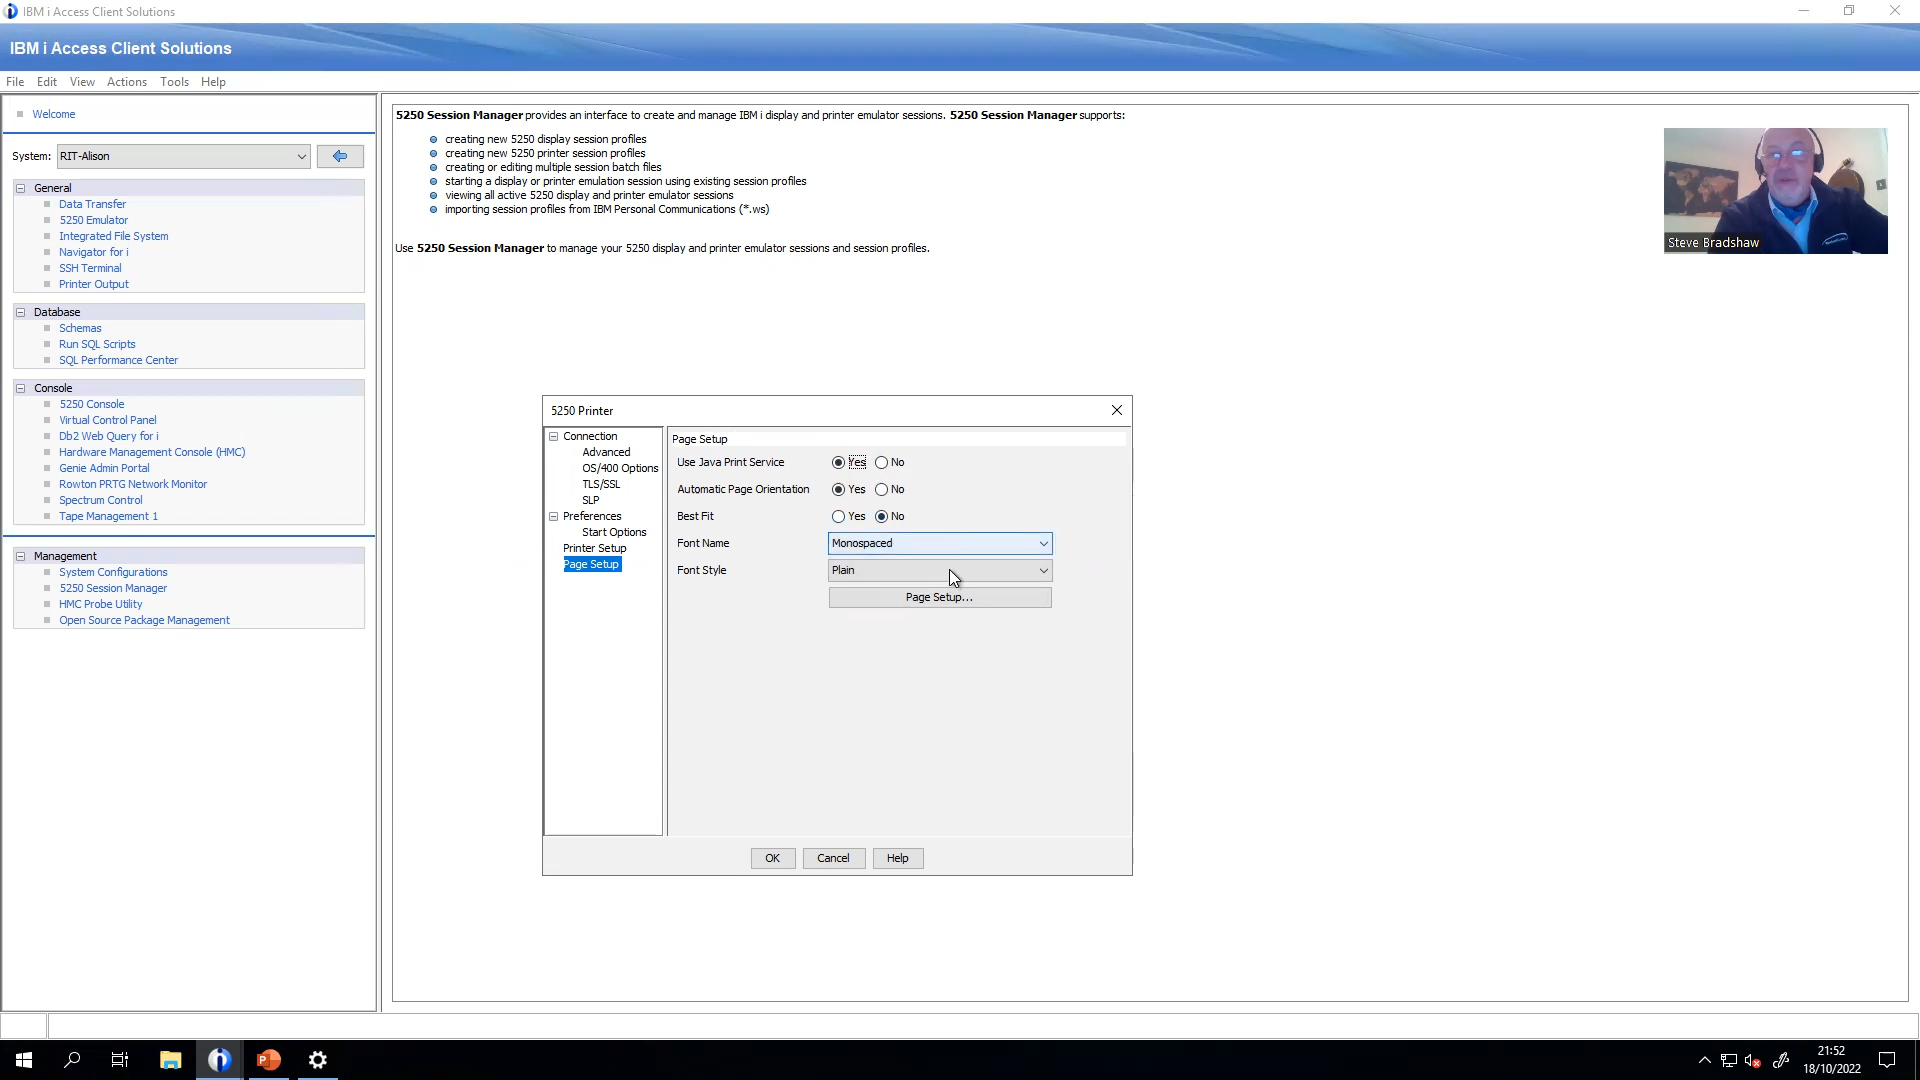 IBM i Access Client Solutions
IBM i Access Client Solutions
File Edit View Actions Tools Help
Welcome
System: RIT-Alison
General
Data Transfer
5250 Emulator
Integrated File System
Navigator for i
SSH Terminal
Printer Output
Database
Schemas
Run SQL Scripts
SQL Performance Center
Console
5250 Console
Virtual Control Panel
Db2 Web Query for i
Hardware Management Console (HMC)
Genie Admin Portal
Rowton PRTG Network Monitor
Spectrum Control
Tape Management 1
Management
System Configurations
5250 Session Manager
HMC Probe Utility
Open Source Package Management
5250 Session Manager provides an interface to create and manage IBM i display and printer emulator sessions. 5250 Session Manager supports:
creating new 5250 display session profiles
creating new 5250 printer session profiles
creating or editing multiple session batch files
starting a display or printer emulation session using existing session profiles
viewing all active 5250 display and printer emulator sessions
importing session profiles from IBM Personal Communications (*.ws)
Use 5250 Session Manager to manage your 5250 display and printer emulator sessions and session profiles.
Steve Bradshaw
5250 Printer
Connection
Advanced
OS/400 Options
TLS/SSL
SLP
Preferences
Start Options
Printer Setup
Page Setup
Page Setup
Use Java Print Service Yes No
Automatic Page Orientation Yes No
Best Fit Yes No
Font Name Monospaced
Font Style Plain
Page Setup...
OK Cancel Help
21:52
18/10/2022